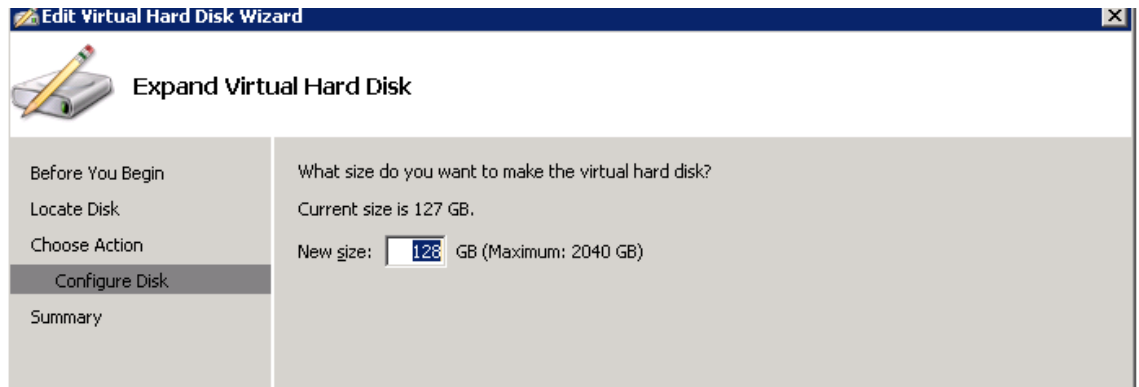 Edit Virtual Hard Disk Wizard
Expand Virtual Hard Disk
Before You Begin
Locate Disk
Choose Action
Configure Disk
Summary
What size do you want to make the virtual hard disk?
Current size is 127 GB.
New size: 128 GB (Maximum: 2040 GB)